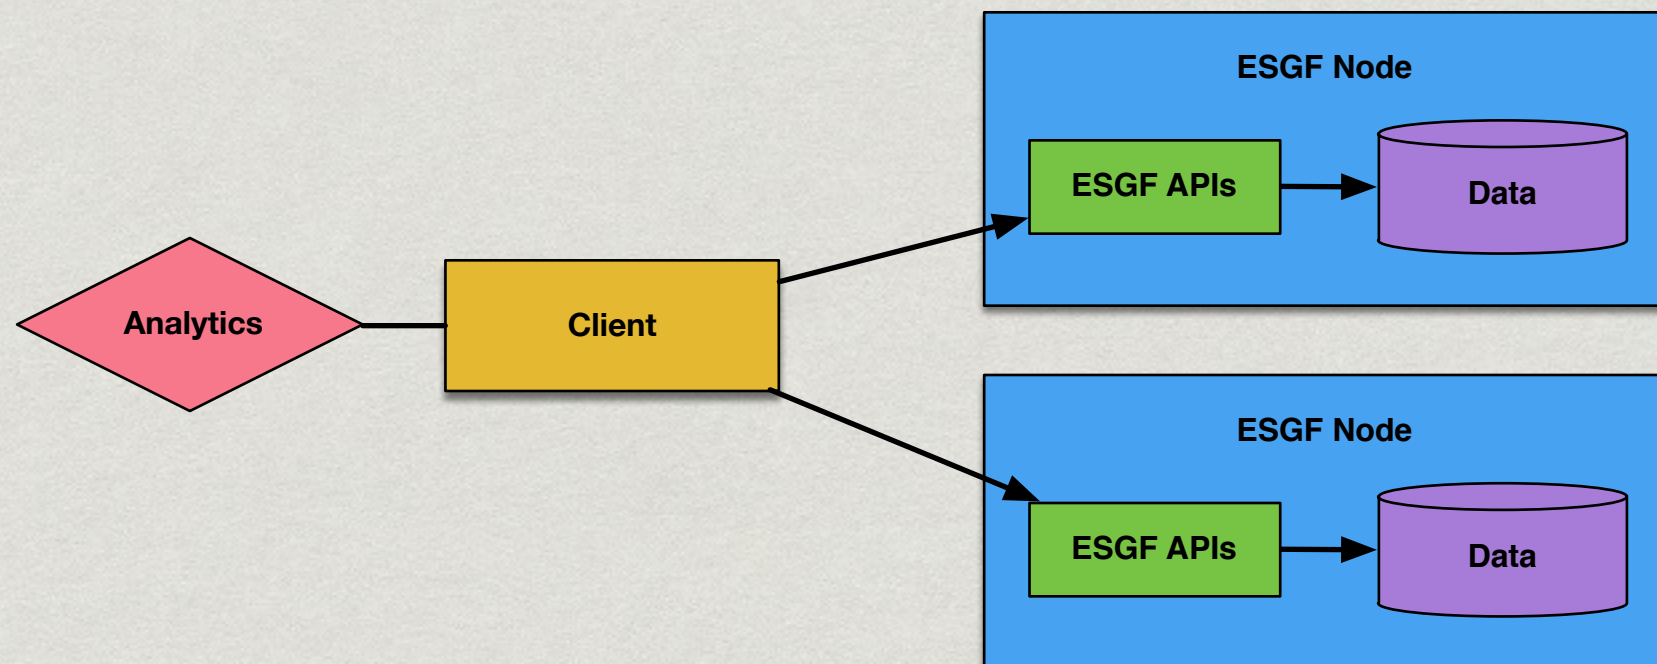 ESGF Node
ESGF APIs
Data
Analytics
Client
ESGF Node
ESGF APIs
Data